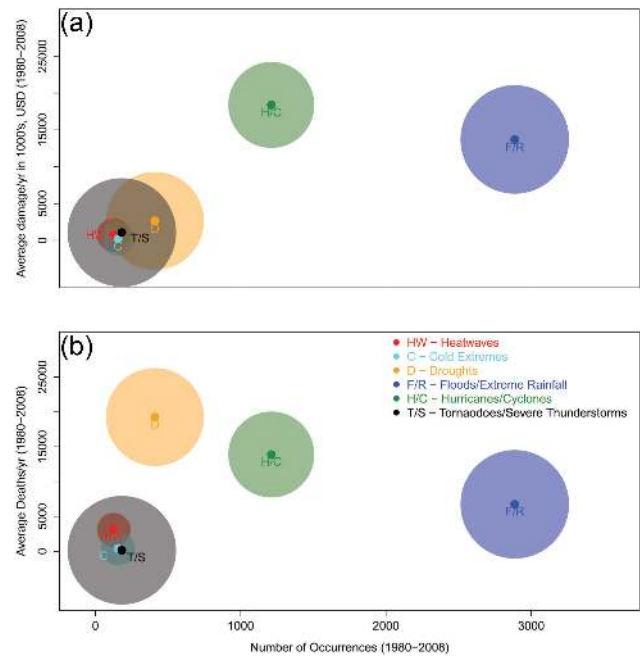 (a)
25000
15000
5000
0
Average damage/yr in 1000's, USD (1980–2008)
H/C
F/R
D
HW
T/S
C
(b)
HW – Heatwaves
C – Cold Extremes
D – Droughts
F/R – Floods/Extreme Rainfall
H/C – Hurricanes/Cyclones
T/S – Tornaodoes/Severe Thunderstorms
25000
15000
5000
0
Average Deaths/yr (1980–2008)
D
H/C
F/R
C
T/S
0 1000 2000 3000
Number of Occurrences (1980–2008)